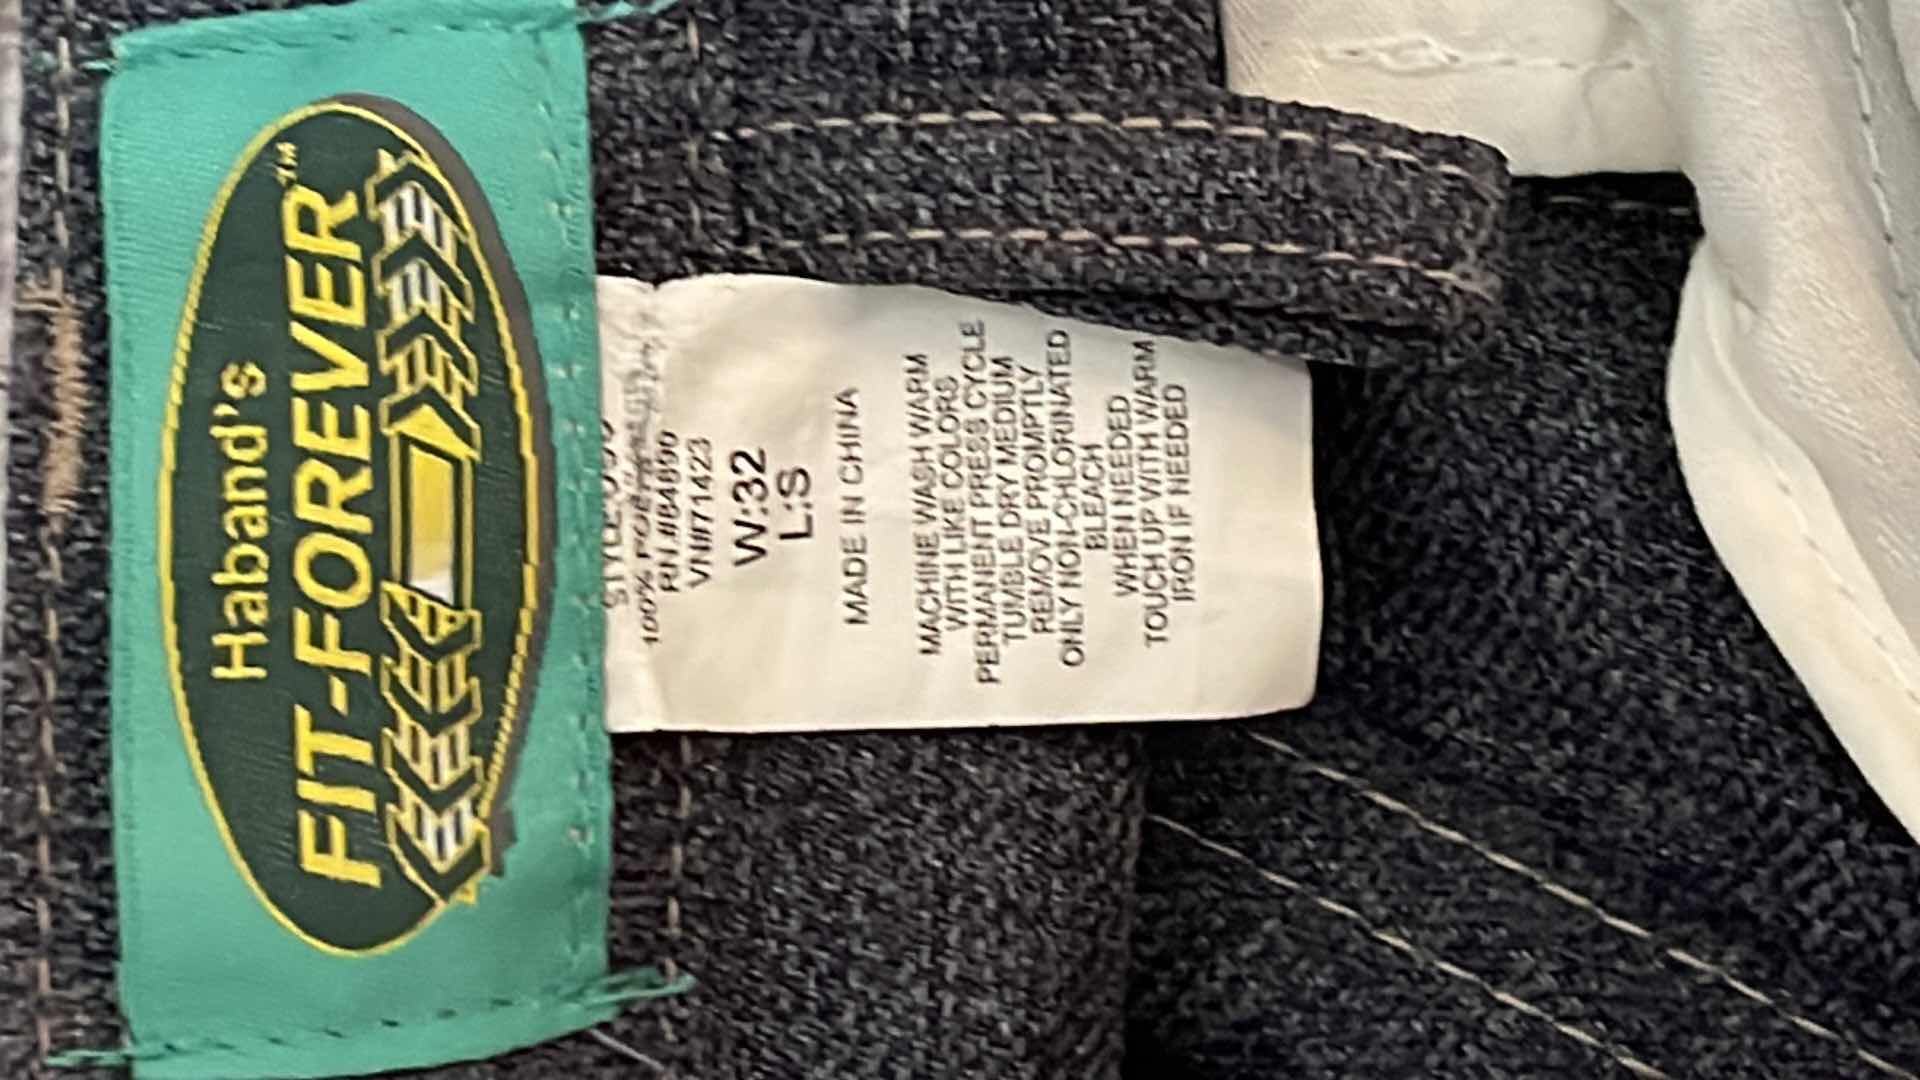 Haband's
FIT-FOREVER™
100%
RN#84890
VN#71423
W:32
L:S
MADE IN CHINA
MACHINE WASH WARM
WITH LIKE COLORS
PERMANENT PRESS CYCLE
TUMBLE DRY MEDIUM
REMOVE PROMPTLY
ONLY NON-CHLORINATED
BLEACH
WHEN NEEDED
TOUCH UP WITH WARM
IRON IF NEEDED